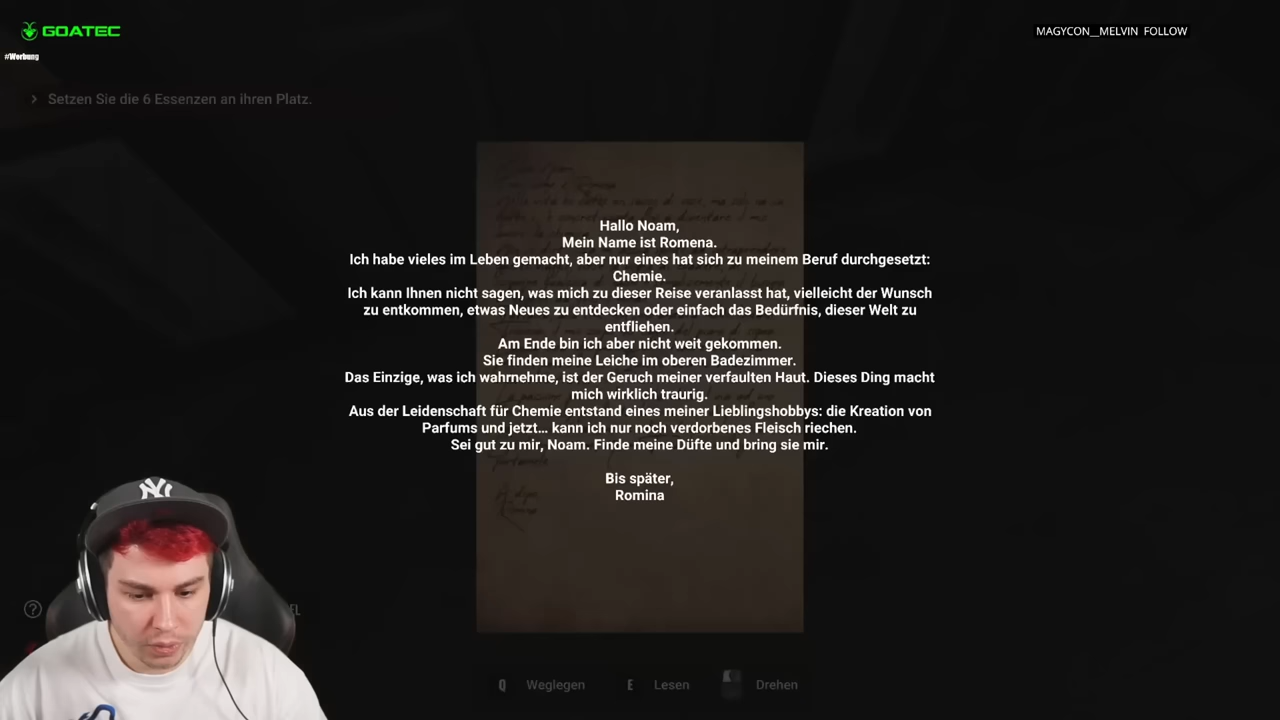 GOATEC
#Werbung
MAGYCON__MELVIN FOLLOW
Setzen Sie die 6 Essenzen an ihren Platz.
Hallo Noam,
Mein Name ist Romena.
Ich habe vieles im Leben gemacht, aber nur eines hat sich zu meinem Beruf durchgesetzt:
Chemie.
Ich kann Ihnen nicht sagen, was mich zu dieser Reise veranlasst hat, vielleicht der Wunsch
zu entkommen, etwas Neues zu entdecken oder einfach das Bedürfnis, dieser Welt zu
entfliehen.
Am Ende bin ich aber nicht weit gekommen.
Sie finden meine Leiche im oberen Badezimmer.
Das Einzige, was ich wahrnehme, ist der Geruch meiner verfaulten Haut. Dieses Ding macht
mich wirklich traurig.
Aus der Leidenschaft für Chemie entstand eines meiner Lieblingshobbys: die Kreation von
Parfums und jetzt… kann ich nur noch verdorbenes Fleisch riechen.
Sei gut zu mir, Noam. Finde meine Düfte und bring sie mir.
Bis später,
Romina
NY
Q Weglegen E Lesen Drehen